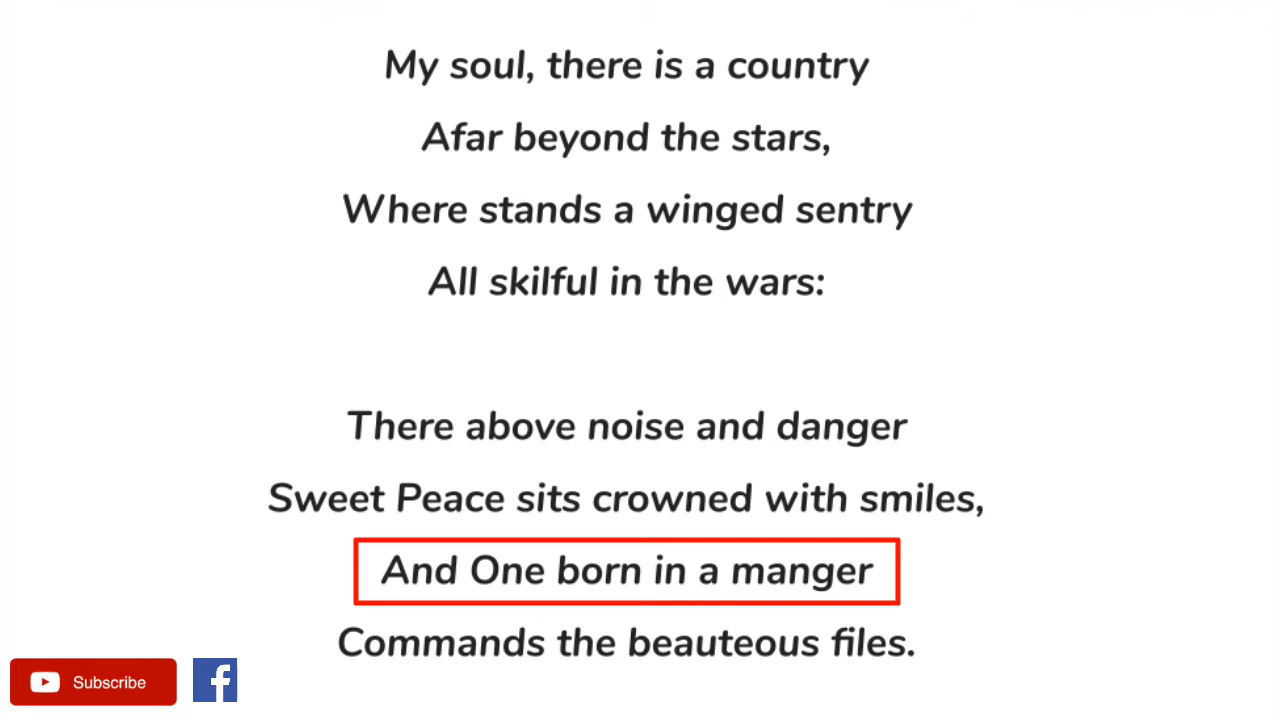 My soul, there is a country
Afar beyond the stars,
Where stands a winged sentry
All skilful in the wars:
There above noise and danger
Sweet Peace sits crowned with smiles,
And One born in a manger
Commands the beauteous files.
Subscribe